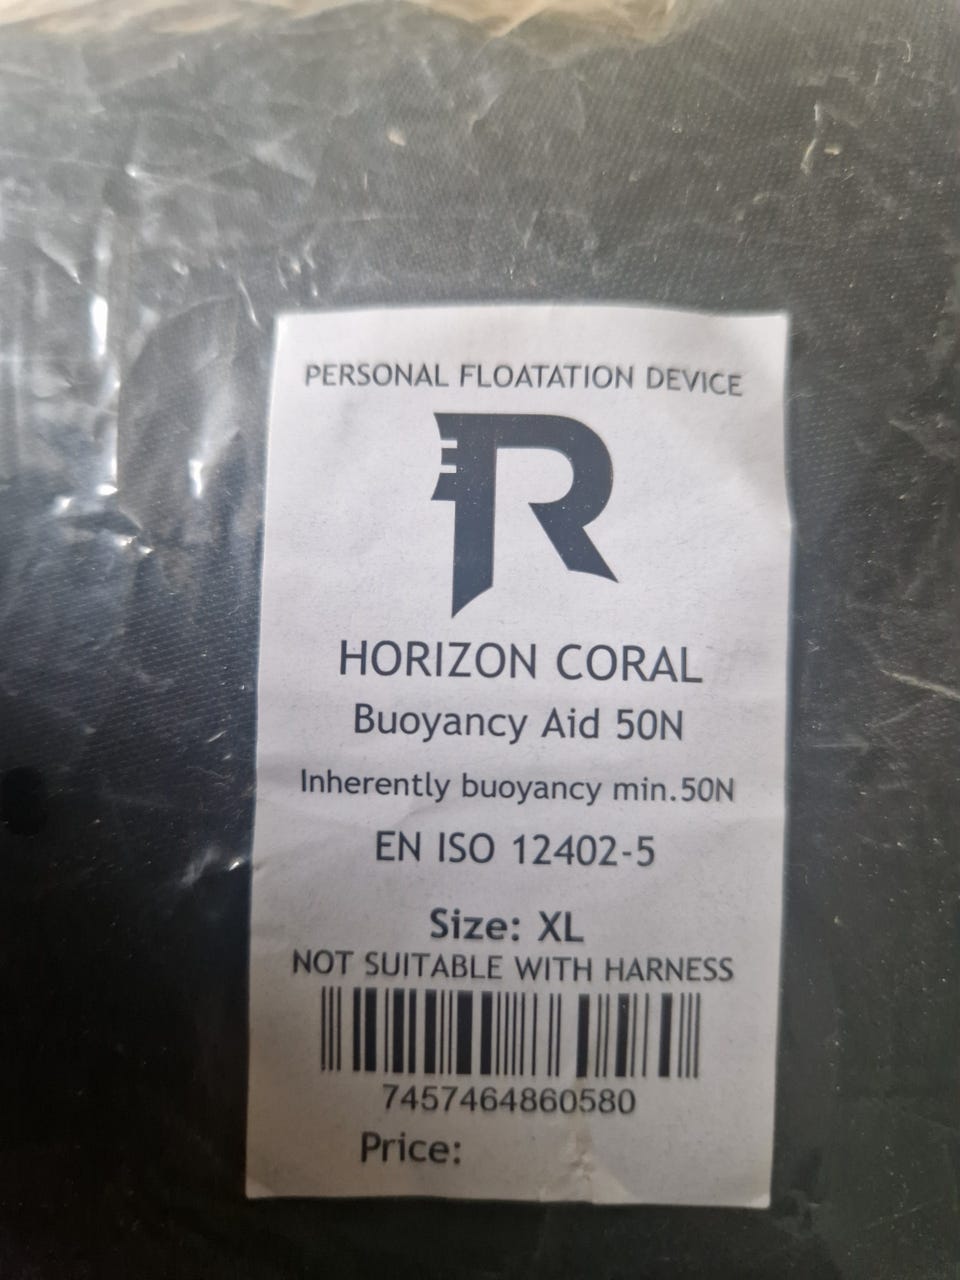 PERSONAL FLOATATION DEVICE
R
HORIZON CORAL
Buoyancy Aid 50N
Inherently buoyancy min.50N
EN ISO 12402-5
Size: XL
NOT SUITABLE WITH HARNESS
7457464860580
Price: